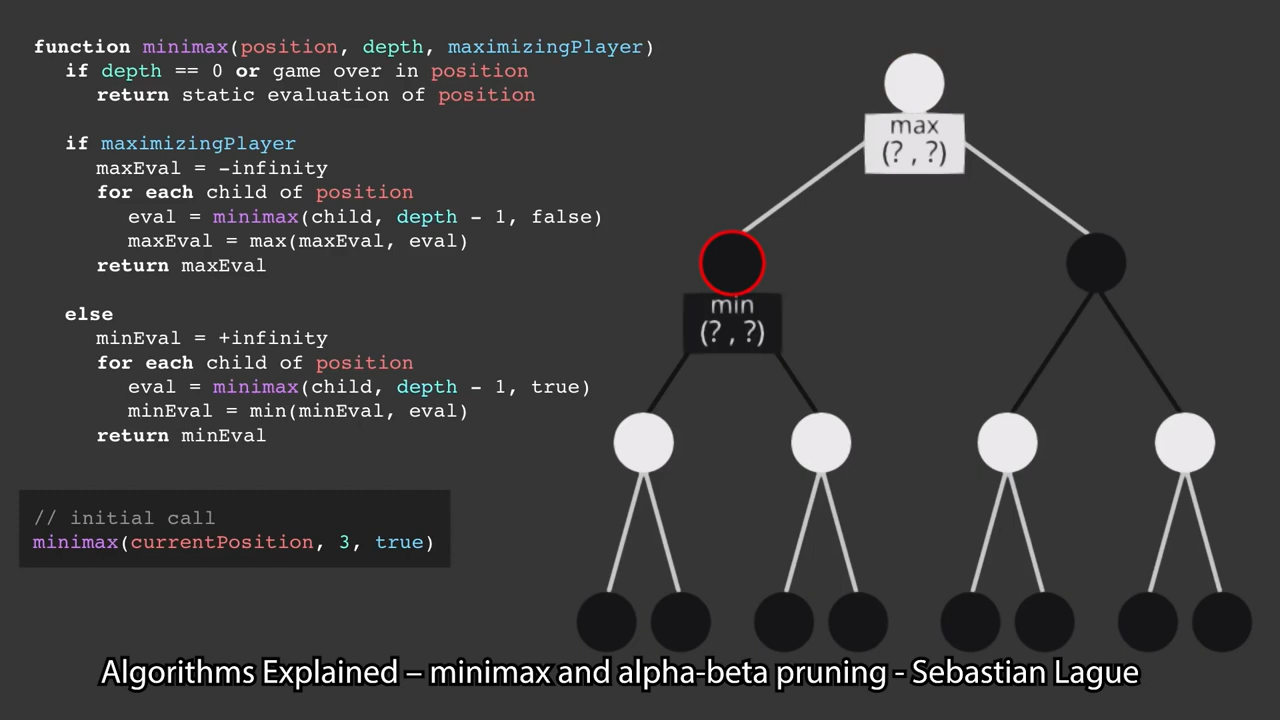 function minimax(position, depth, maximizingPlayer)
if depth == 0 or game over in position
return static evaluation of position
if maximizingPlayer
maxEval = -infinity
for each child of position
eval = minimax(child, depth - 1, false)
maxEval = max(maxEval, eval)
return maxEval
else
minEval = +infinity
for each child of position
eval = minimax(child, depth - 1, true)
minEval = min(minEval, eval)
return minEval
// initial call
minimax(currentPosition, 3, true)
max
(? , ?)
min
(? , ?)
Algorithms Explained – minimax and alpha-beta pruning - Sebastian Lague